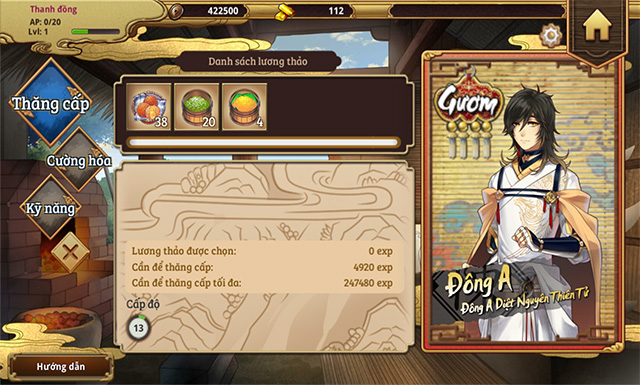 Thanh đồng
AP: 0/20
Lvl: 1
422500
112
Danh sách lương thảo
Thăng cấp
Cường hóa
Kỹ năng
38
20
4
Lương thảo được chọn: 0 exp
Cần để thăng cấp: 4920 exp
Cần để thăng cấp tối đa: 247480 exp
Cấp độ
13
Hướng dẫn
Gươm
Đông A
Đông A Diệt Nguyên Thiên Tử